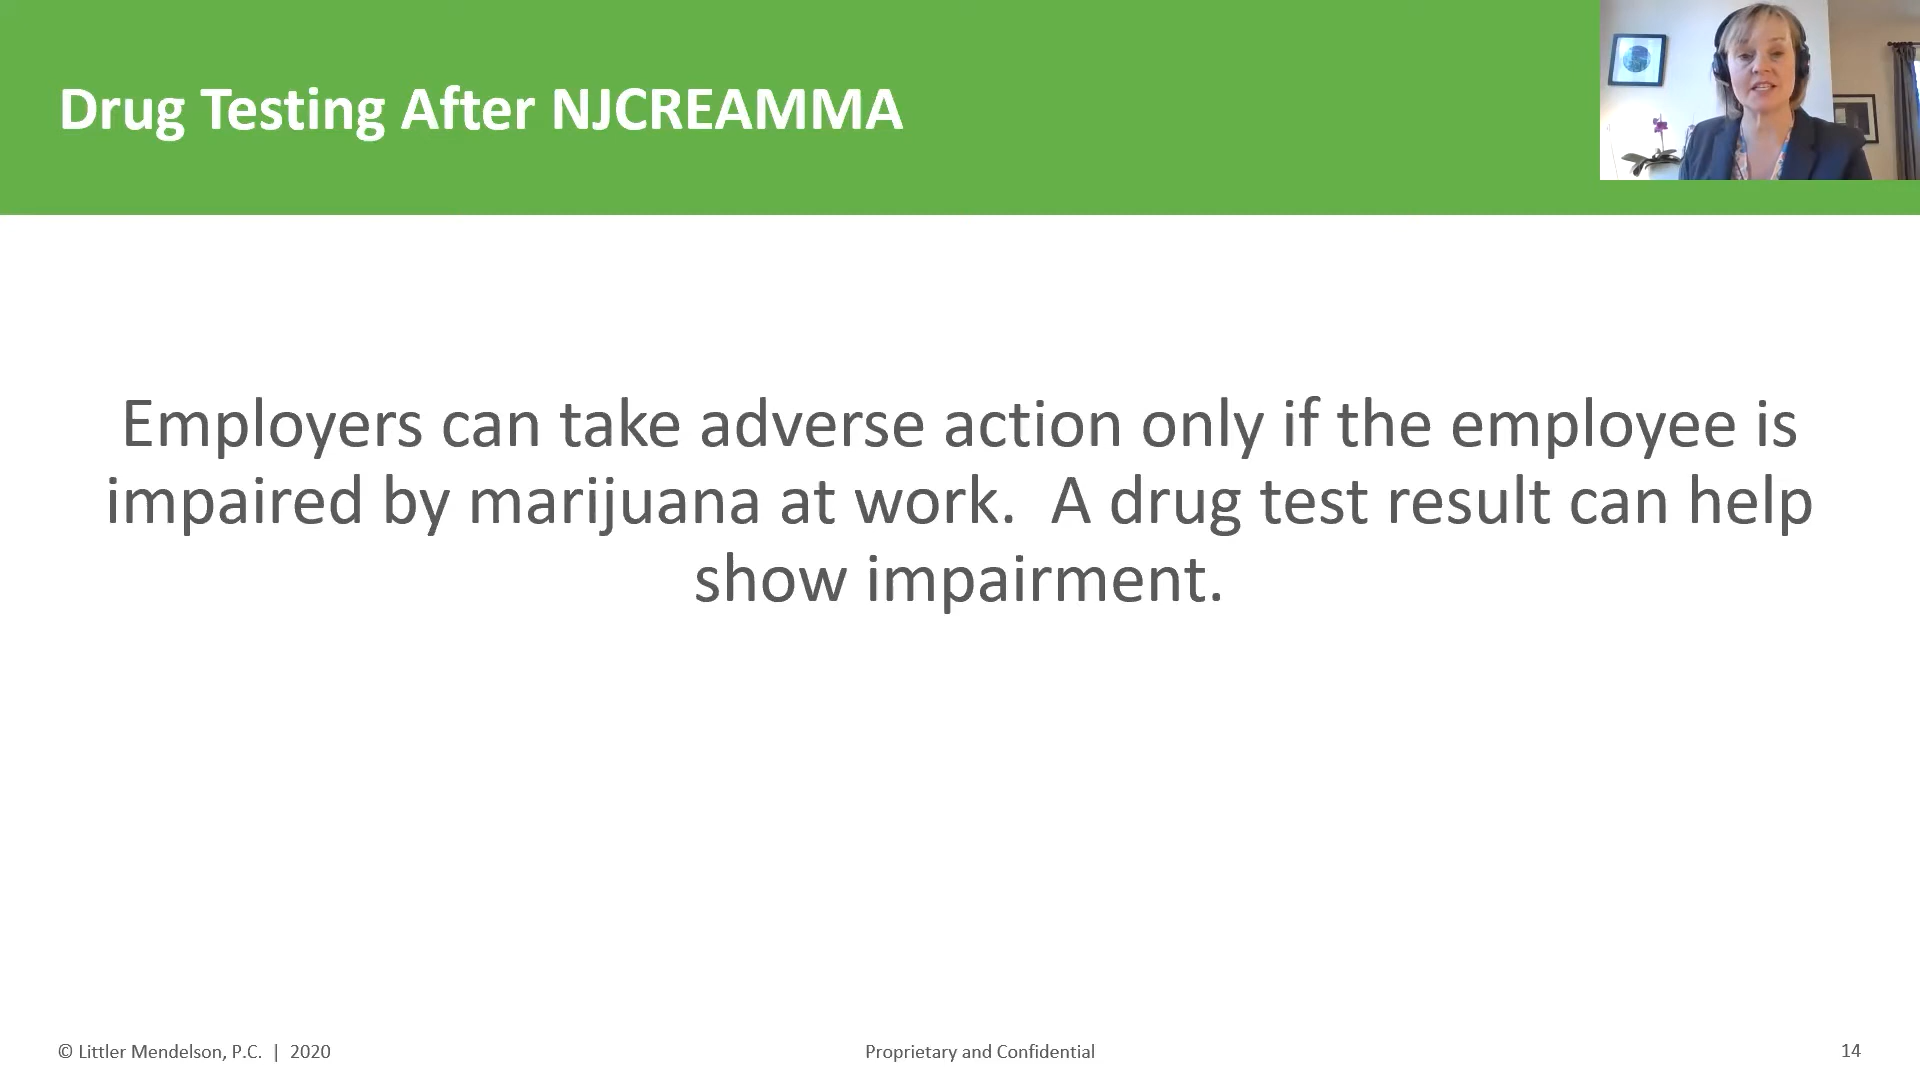 Drug Testing After NJCREAMMA
Employers can take adverse action only if the employee is
impaired by marijuana at work.  A drug test result can help
show impairment.
© Littler Mendelson, P.C. | 2020
Proprietary and Confidential
14